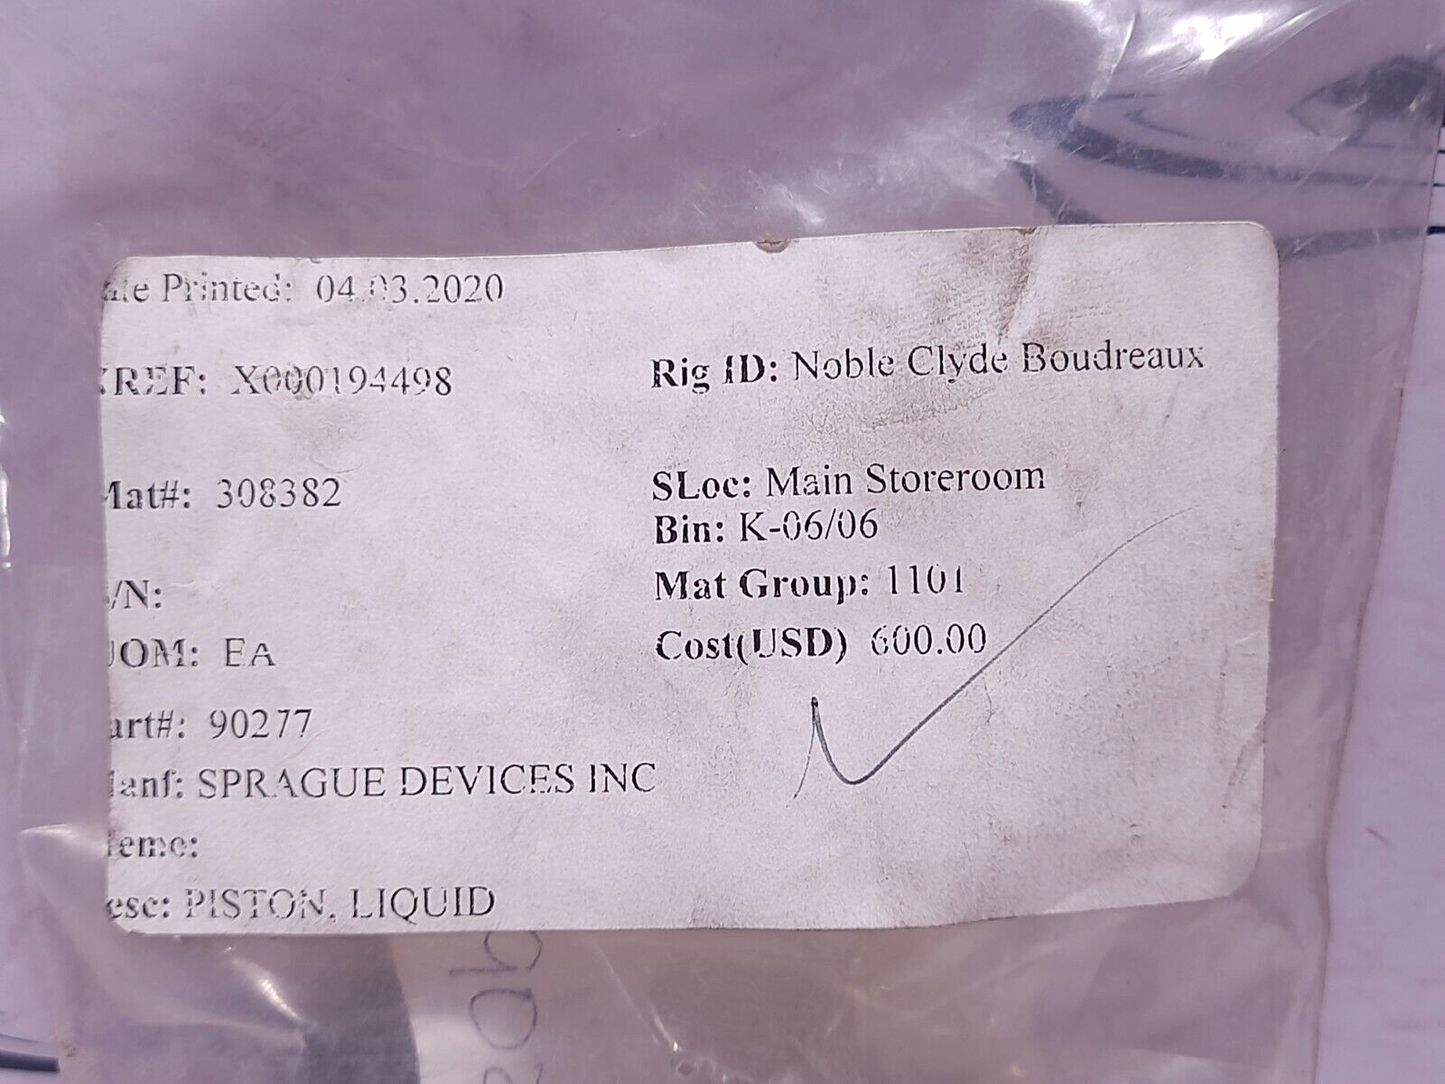 ate Printed: 04.03.2020
XREF: X000194498
Rig ID: Noble Clyde Boudreaux
Mat#: 308382
SLoc: Main Storeroom
Bin: K-06/06
/N:
Mat Group: 1101
UOM: EA
Cost(USD) 600.00
art#: 90277
Manf: SPRAGUE DEVICES INC
emo:
esc: PISTON, LIQUID